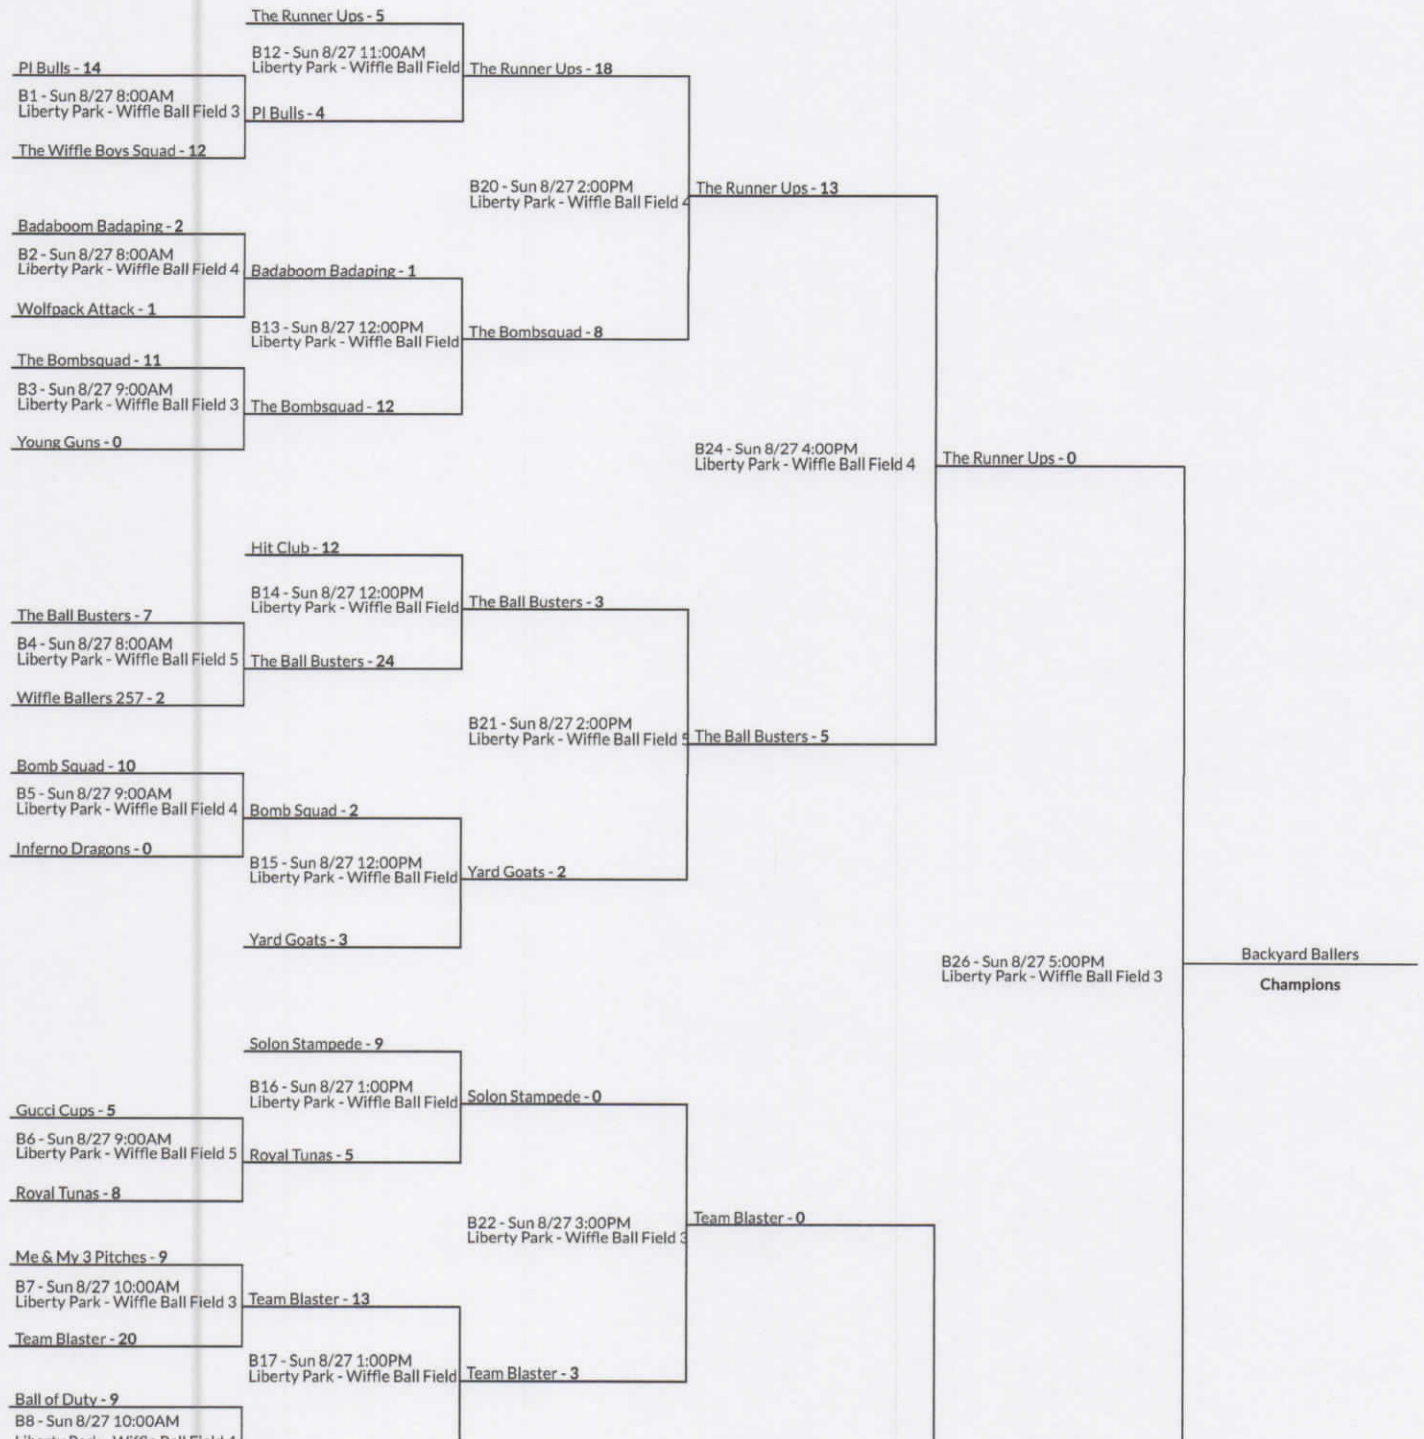 The Runner Ups - 5
B12 - Sun 8/27 11:00AM
Liberty Park - Wiffle Ball Field
PI Bulls - 4
PI Bulls - 14
B1 - Sun 8/27 8:00AM
Liberty Park - Wiffle Ball Field 3
The Wiffle Boys Squad - 12
The Runner Ups - 18
B20 - Sun 8/27 2:00PM
Liberty Park - Wiffle Ball Field 4
The Runner Ups - 13
Badaboom Badaping - 2
B2 - Sun 8/27 8:00AM
Liberty Park - Wiffle Ball Field 4
Wolfpack Attack - 1
Badaboom Badaping - 1
B13 - Sun 8/27 12:00PM
Liberty Park - Wiffle Ball Field
The Bombsquad - 12
The Bombsquad - 8
The Bombsquad - 11
B3 - Sun 8/27 9:00AM
Liberty Park - Wiffle Ball Field 3
Young Guns - 0
B24 - Sun 8/27 4:00PM
Liberty Park - Wiffle Ball Field 4
The Runner Ups - 0
Hit Club - 12
B14 - Sun 8/27 12:00PM
Liberty Park - Wiffle Ball Field
The Ball Busters - 24
The Ball Busters - 3
The Ball Busters - 7
B4 - Sun 8/27 8:00AM
Liberty Park - Wiffle Ball Field 5
Wiffle Ballers 257 - 2
B21 - Sun 8/27 2:00PM
Liberty Park - Wiffle Ball Field 5
The Ball Busters - 5
Bomb Squad - 10
B5 - Sun 8/27 9:00AM
Liberty Park - Wiffle Ball Field 4
Inferno Dragons - 0
Bomb Squad - 2
B15 - Sun 8/27 12:00PM
Liberty Park - Wiffle Ball Field
Yard Goats - 3
Yard Goats - 2
B26 - Sun 8/27 5:00PM
Liberty Park - Wiffle Ball Field 3
Backyard Ballers
Champions
Solon Stampede - 9
B16 - Sun 8/27 1:00PM
Liberty Park - Wiffle Ball Field
Royal Tunas - 5
Solon Stampede - 0
Gucci Cups - 5
B6 - Sun 8/27 9:00AM
Liberty Park - Wiffle Ball Field 5
Royal Tunas - 8
B22 - Sun 8/27 3:00PM
Liberty Park - Wiffle Ball Field 3
Team Blaster - 0
Me & My 3 Pitches - 9
B7 - Sun 8/27 10:00AM
Liberty Park - Wiffle Ball Field 3
Team Blaster - 20
Team Blaster - 13
B17 - Sun 8/27 1:00PM
Liberty Park - Wiffle Ball Field
Team Blaster - 3
Ball of Duty - 9
B8 - Sun 8/27 10:00AM